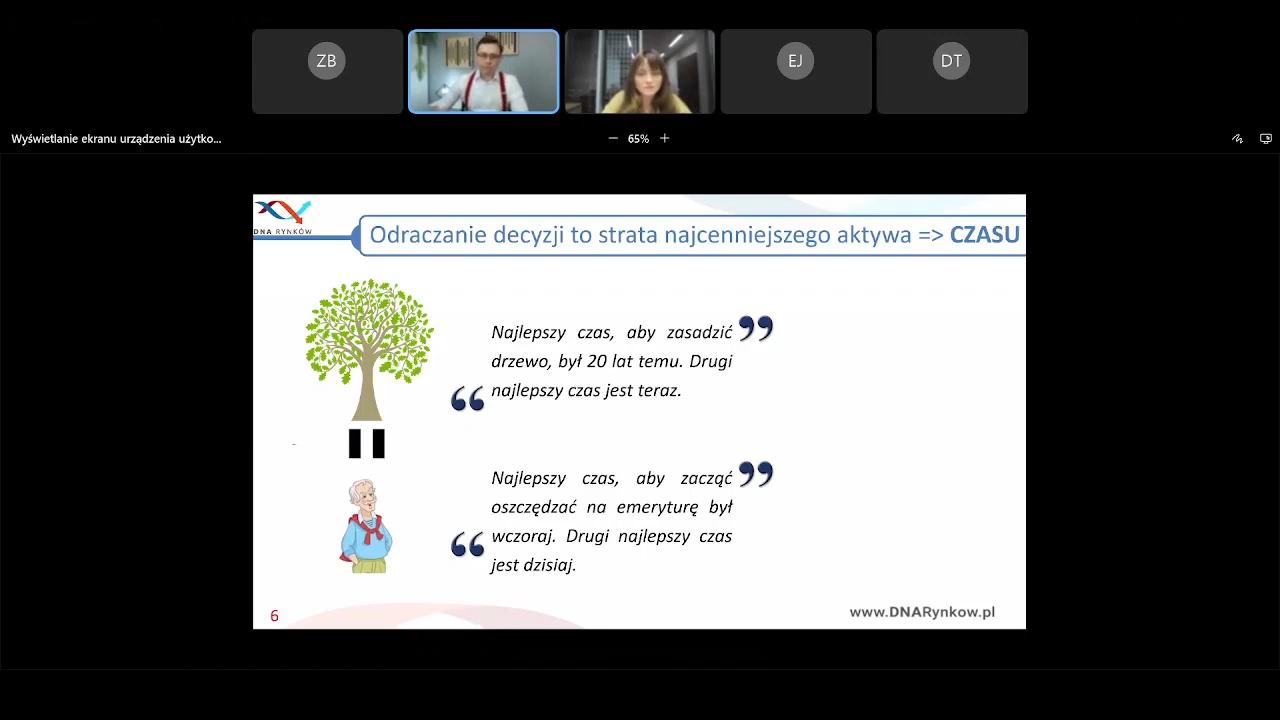 ZB
EJ
DT
Wyświetlanie ekranu urządzenia użytko...
65%
DNA RYNKÓW
Odraczanie decyzji to strata najcenniejszego aktywa => CZASU
Najlepszy czas, aby zasadzić
drzewo, był 20 lat temu. Drugi
najlepszy czas jest teraz.
Najlepszy czas, aby zacząć
oszczędzać na emeryturę był
wczoraj. Drugi najlepszy czas
jest dzisiaj.
6
www.DNARynkow.pl